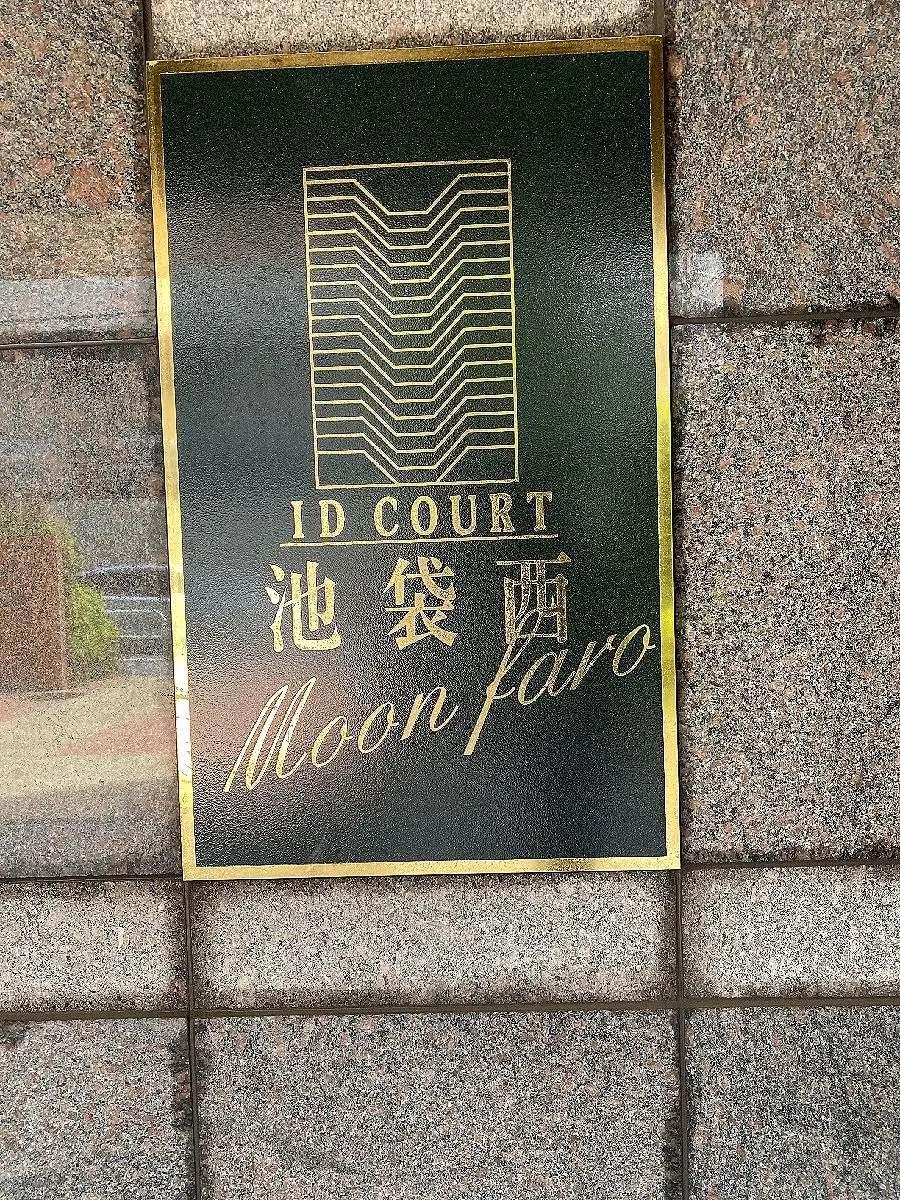 ID COURT
池袋西
Moon faro